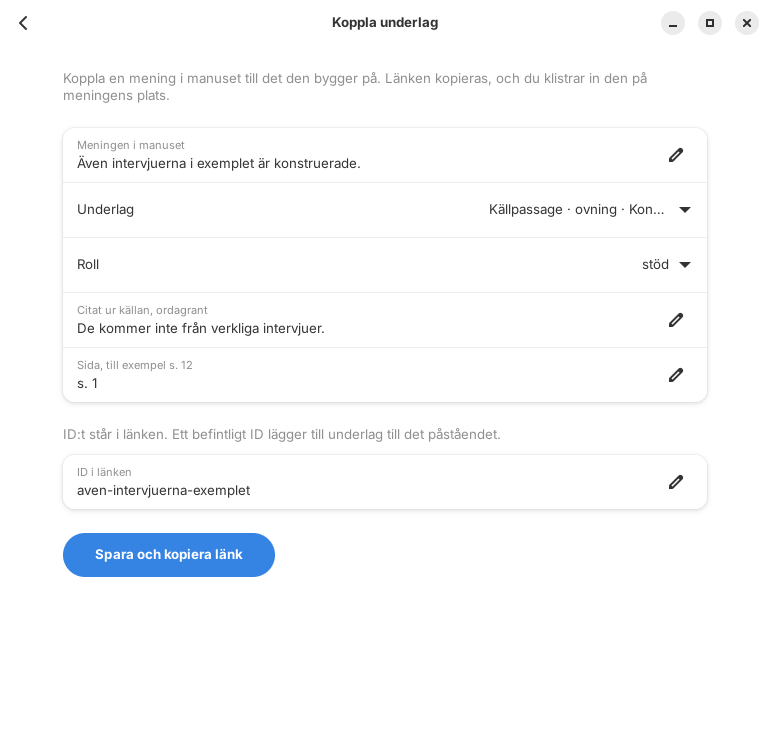 Koppla underlag
Koppla en mening i manuset till det den bygger på. Länken kopieras, och du klistrar in den på
meningens plats.
Meningen i manuset
Även intervjuerna i exemplet är konstruerade.
Underlag
Källpassage · ovning · Kon...
Roll
stöd
Citat ur källan, ordagrant
De kommer inte från verkliga intervjuer.
Sida, till exempel s. 12
s. 1
ID:t står i länken. Ett befintligt ID lägger till underlag till det påståendet.
ID i länken
aven-intervjuerna-exemplet
Spara och kopiera länk